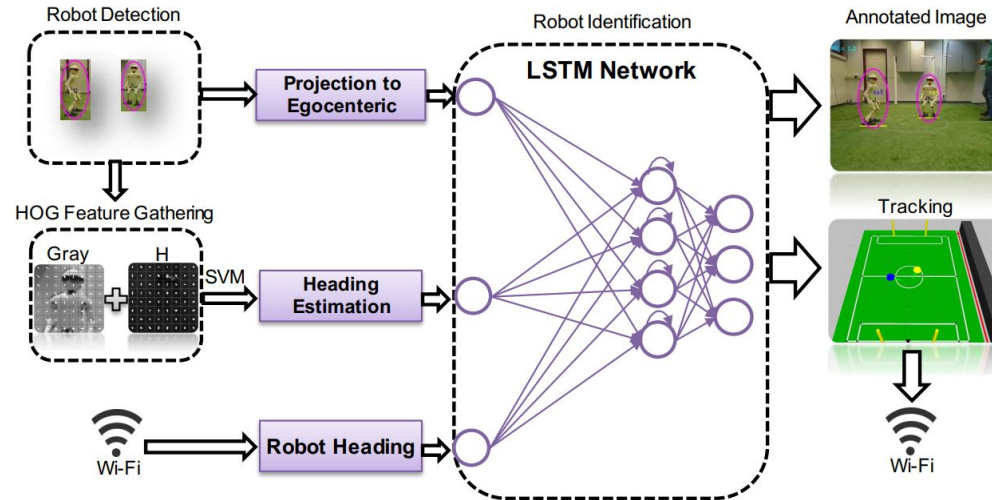 Robot Detection
Robot Identification
Annotated Image
LSTM Network
Projection to
Egocenteric
HOG Feature Gathering
Gray
H
SVM
Heading
Estimation
Tracking
Robot Heading
Wi-Fi
Wi-Fi